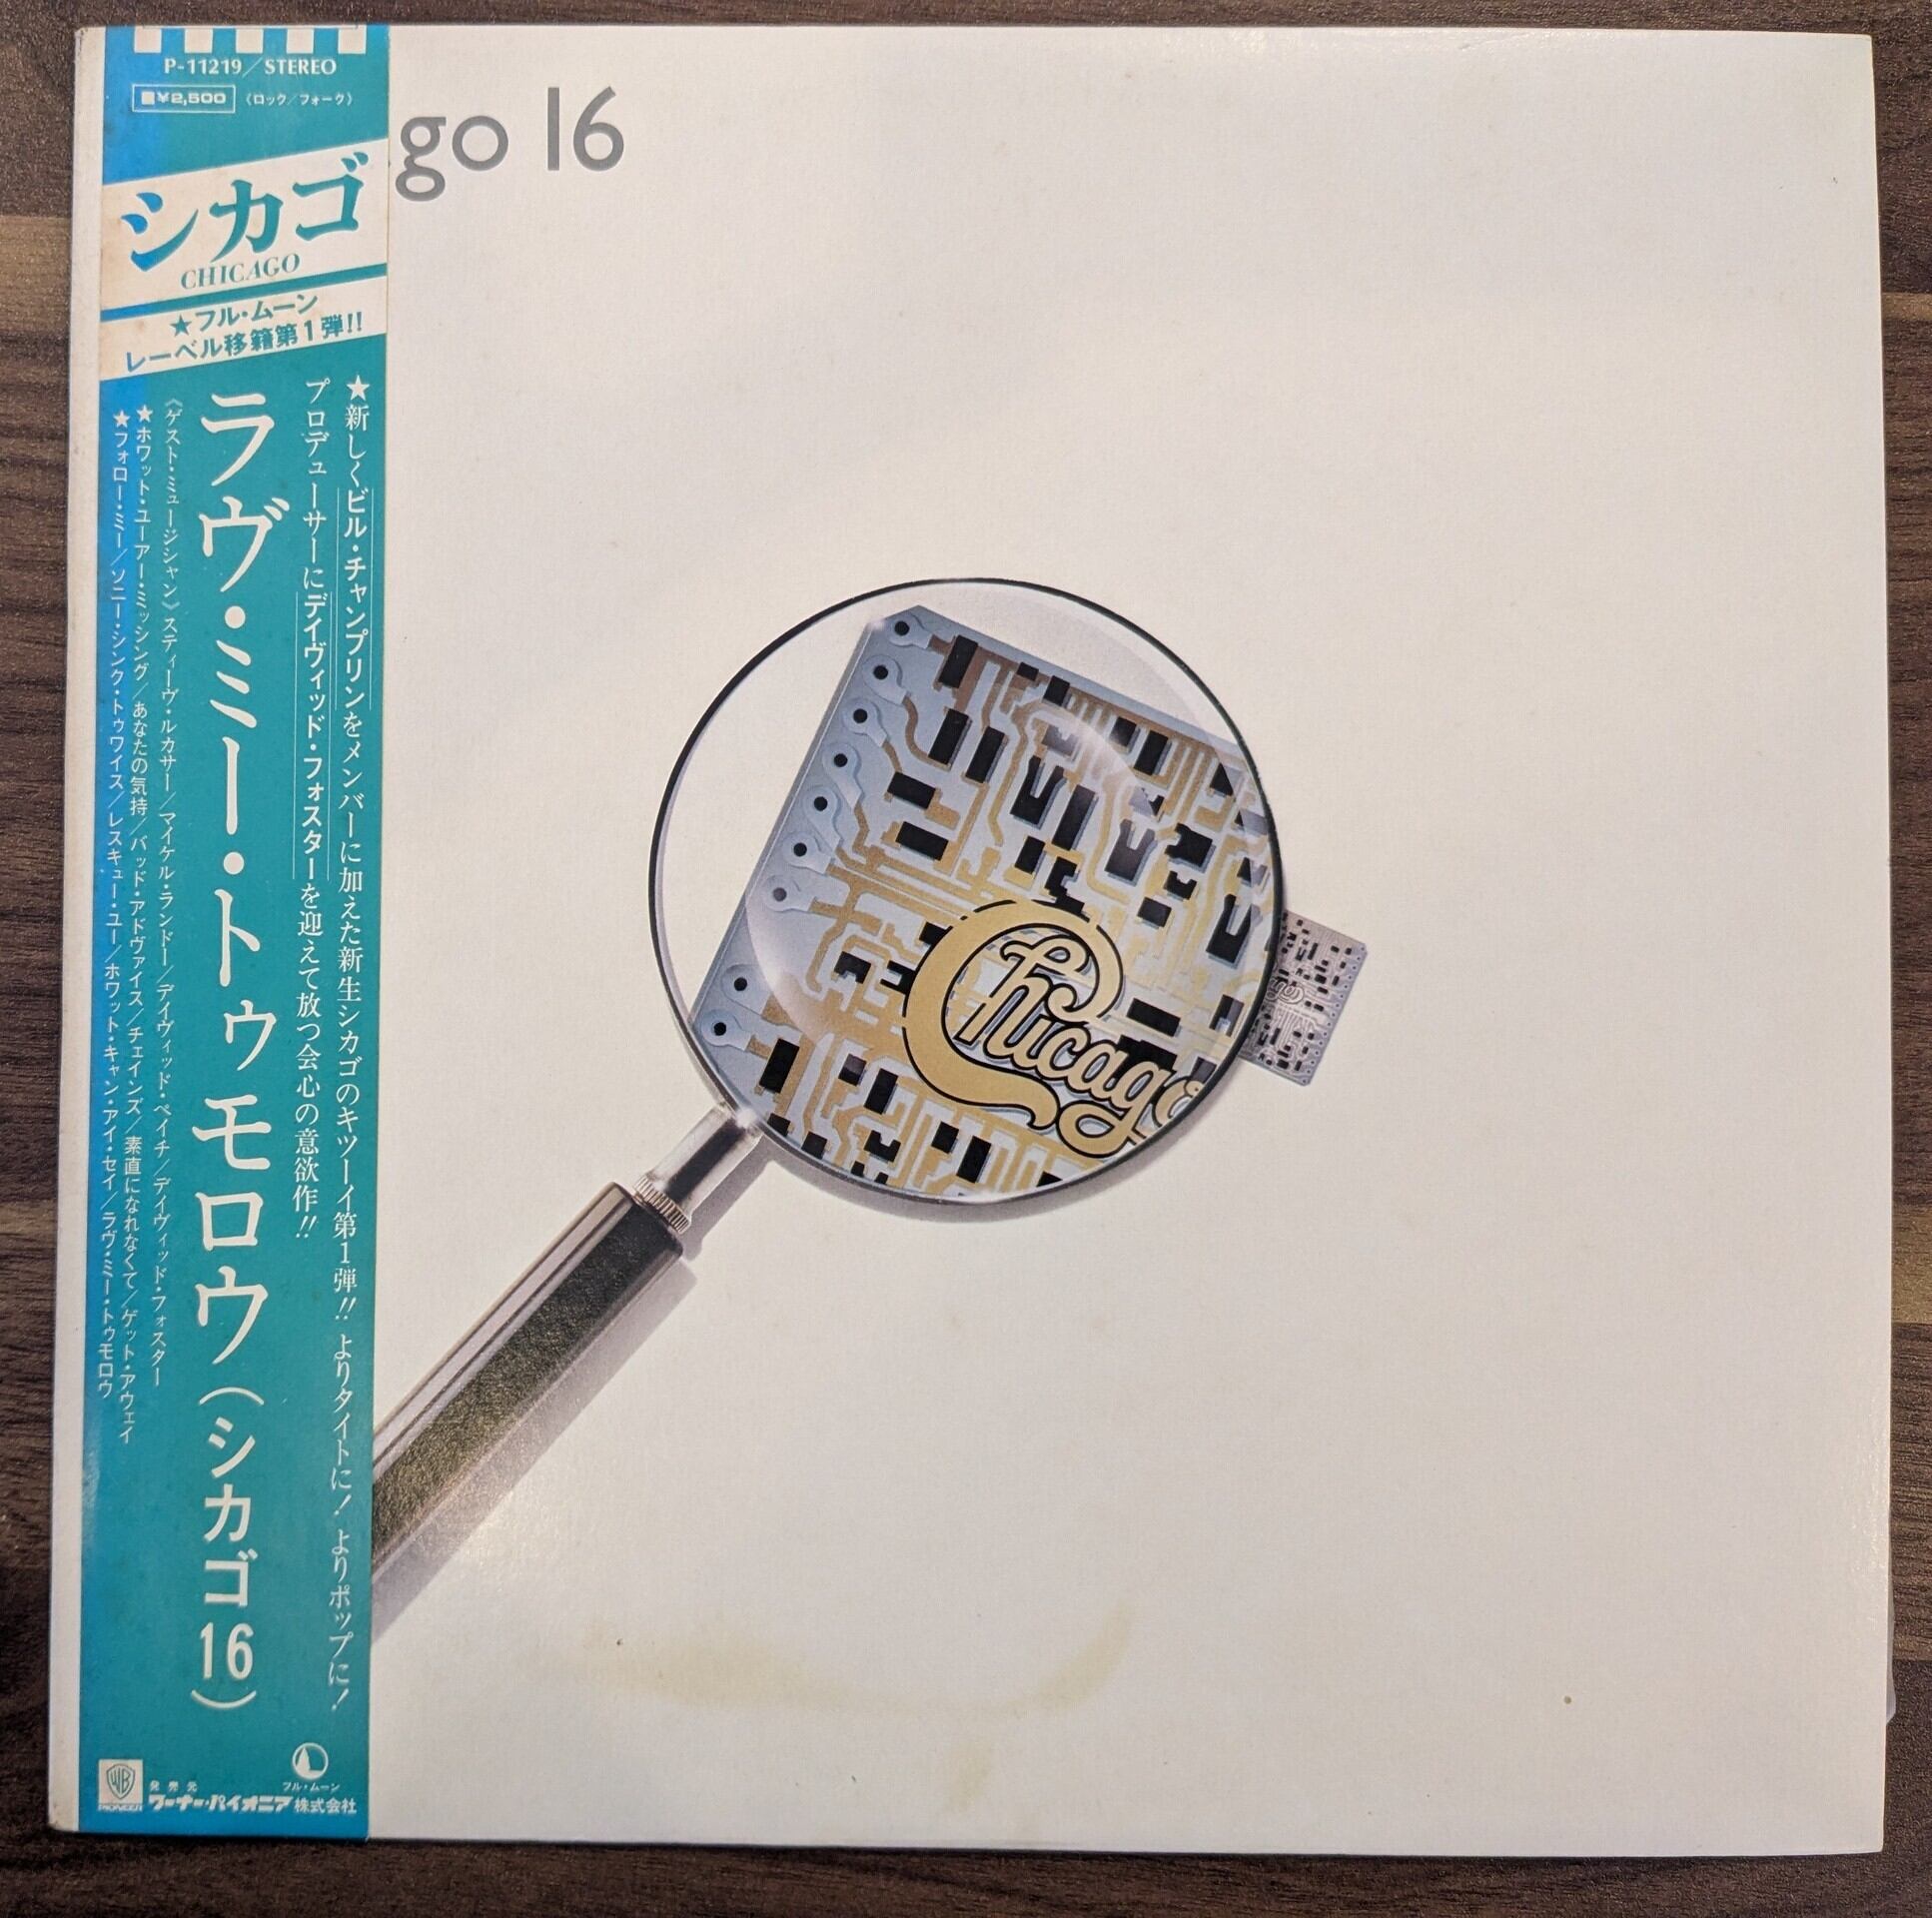 P-11219／STEREO
¥2,500
〈ロック／フォーク〉
go 16
シカゴ
CHICAGO
★フル・ムーン
レーベル移籍第1弾!!
★新しくビル・チャンプリンをメンバーに加えた新生シカゴのキツーイ第1弾!! よりタイトに! よりポップに!
プロデューサーにデイヴィッド・フォスターを迎えて放つ会心の意欲作!!
ラヴ・ミー・トゥモロウ（シカゴ16）
《ゲスト・ミュージシャン》スティーヴ・ルカサー／マイケル・ランドー／デイヴィッド・ペイチ／デイヴィッド・フォスター
★ホワット・ユーアー・ミッシング／あなたの気持／バッド・アドヴァイス／チェインズ／素直になれなくて／ゲット・アウェイ
★フォロー・ミー／ソニー・シンク・トゥワイス／レスキュー・ユー／ホワット・キャン・アイ・セイ／ラヴ・ミー・トゥモロウ
Chicago
WB
PIONEER
フル・ムーン
発売元
ワーナー・パイオニア株式会社